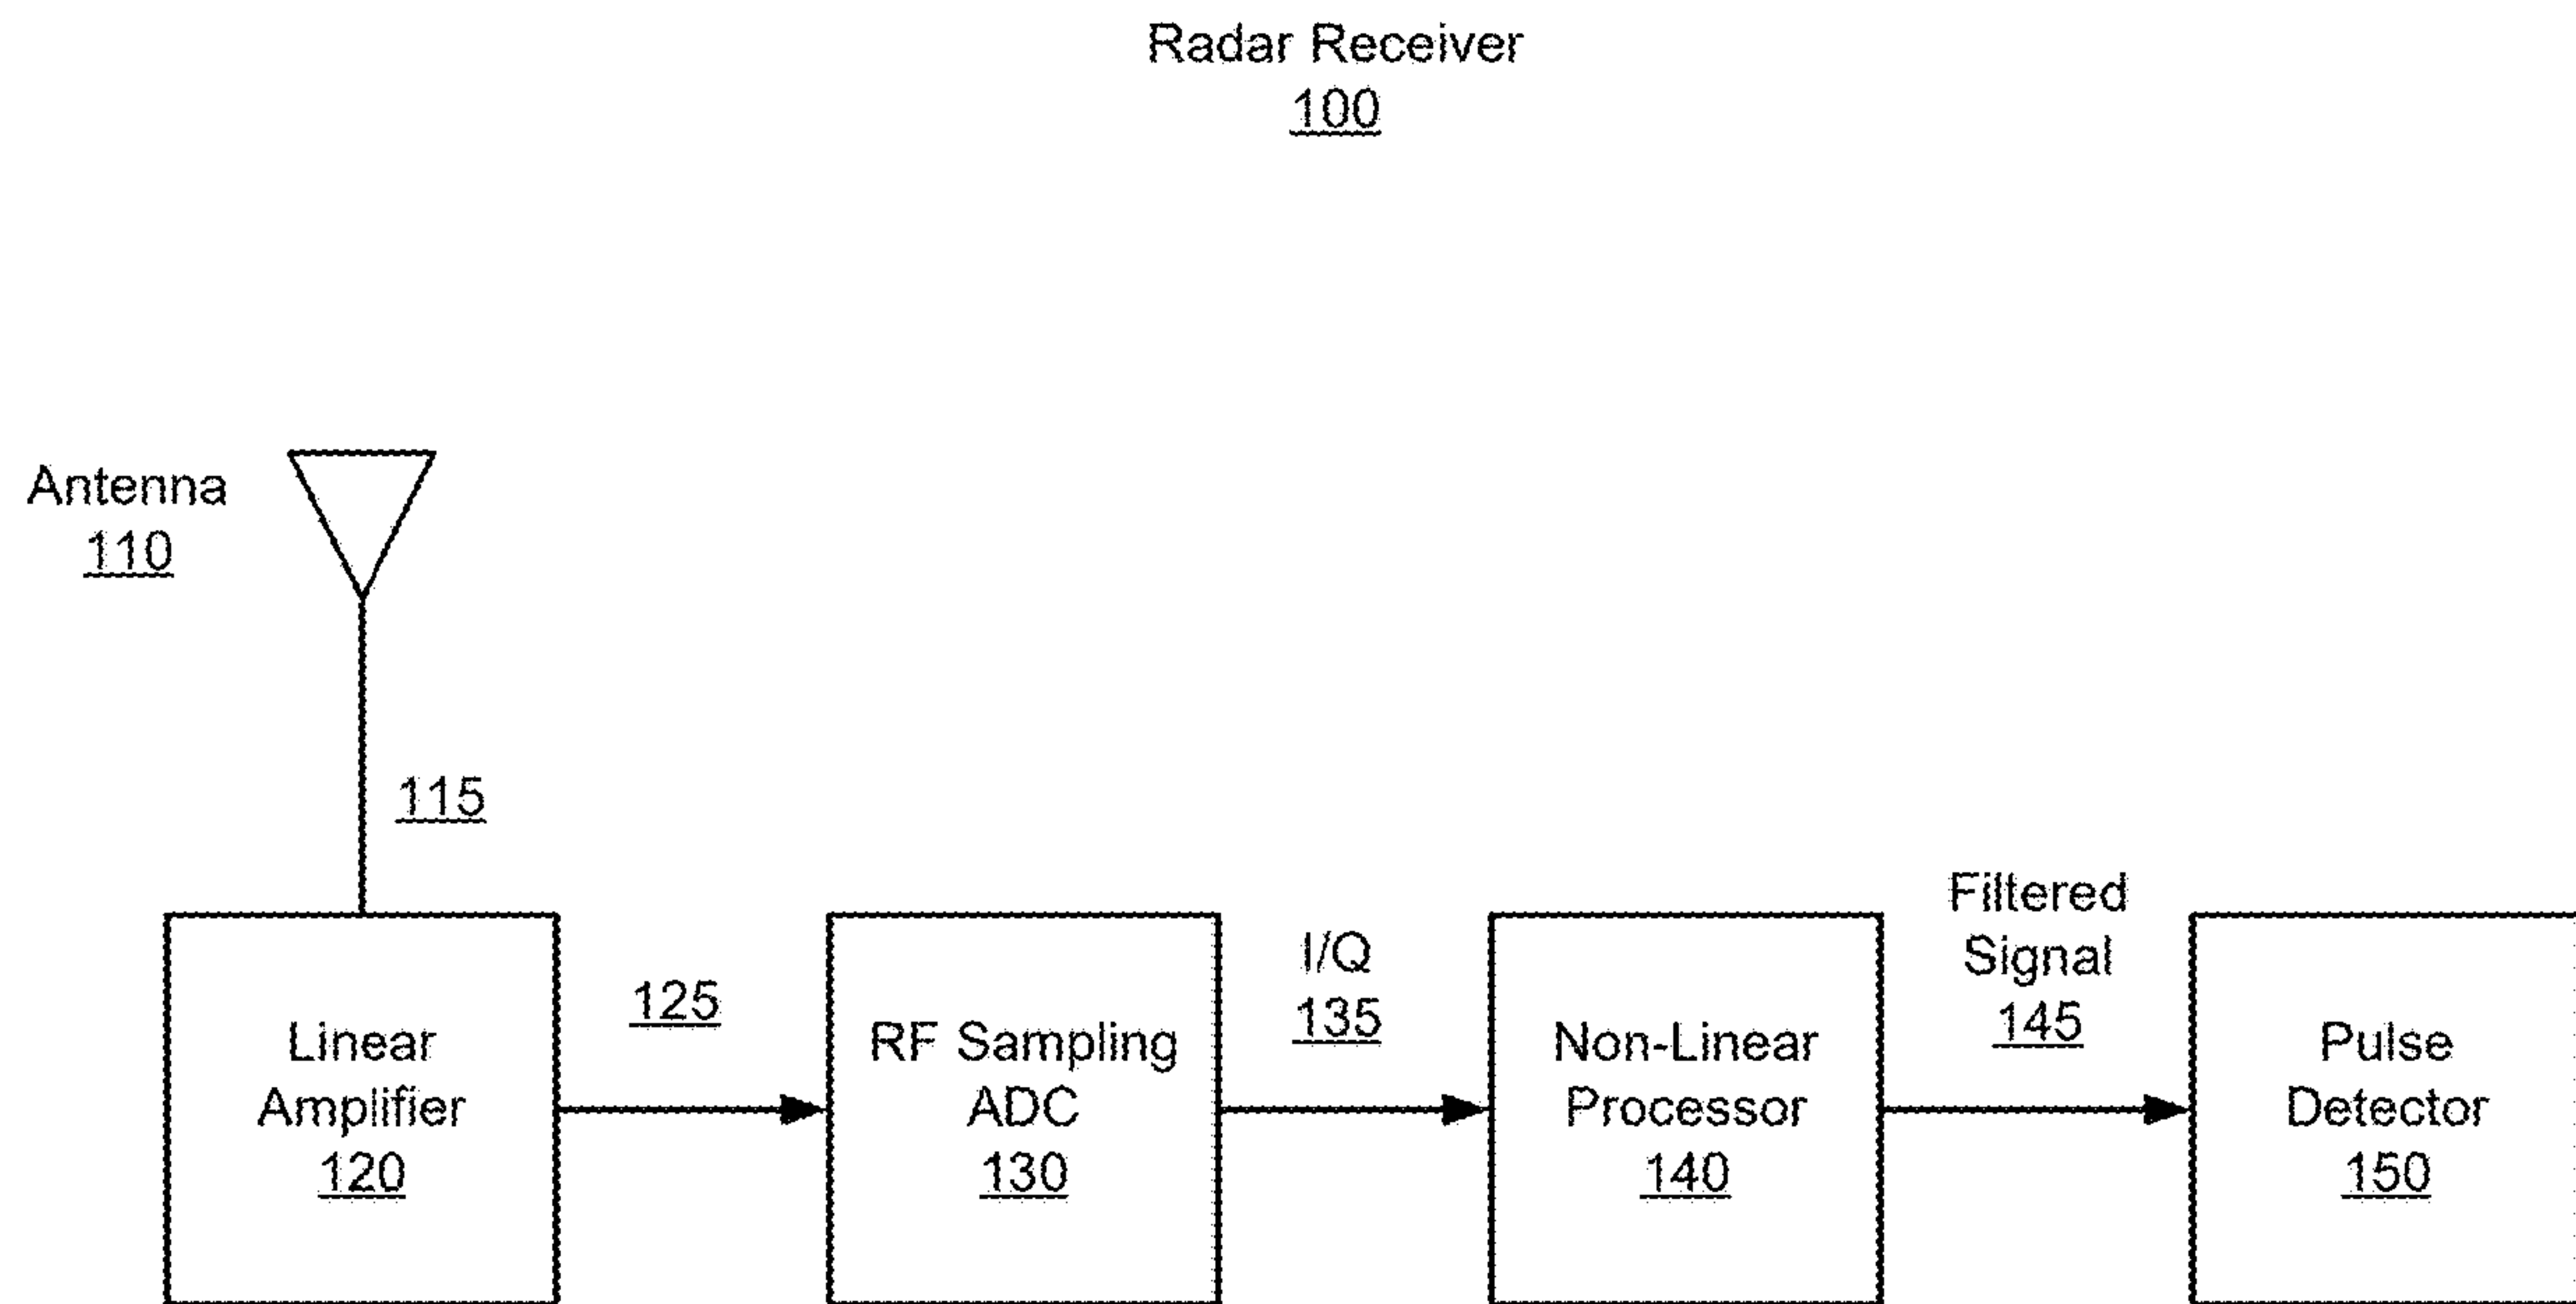 Radar Receiver
100
Antenna
110
115
Linear
Amplifier
120
125
RF Sampling
ADC
130
I/Q
135
Non-Linear
Processor
140
Filtered
Signal
145
Pulse
Detector
150